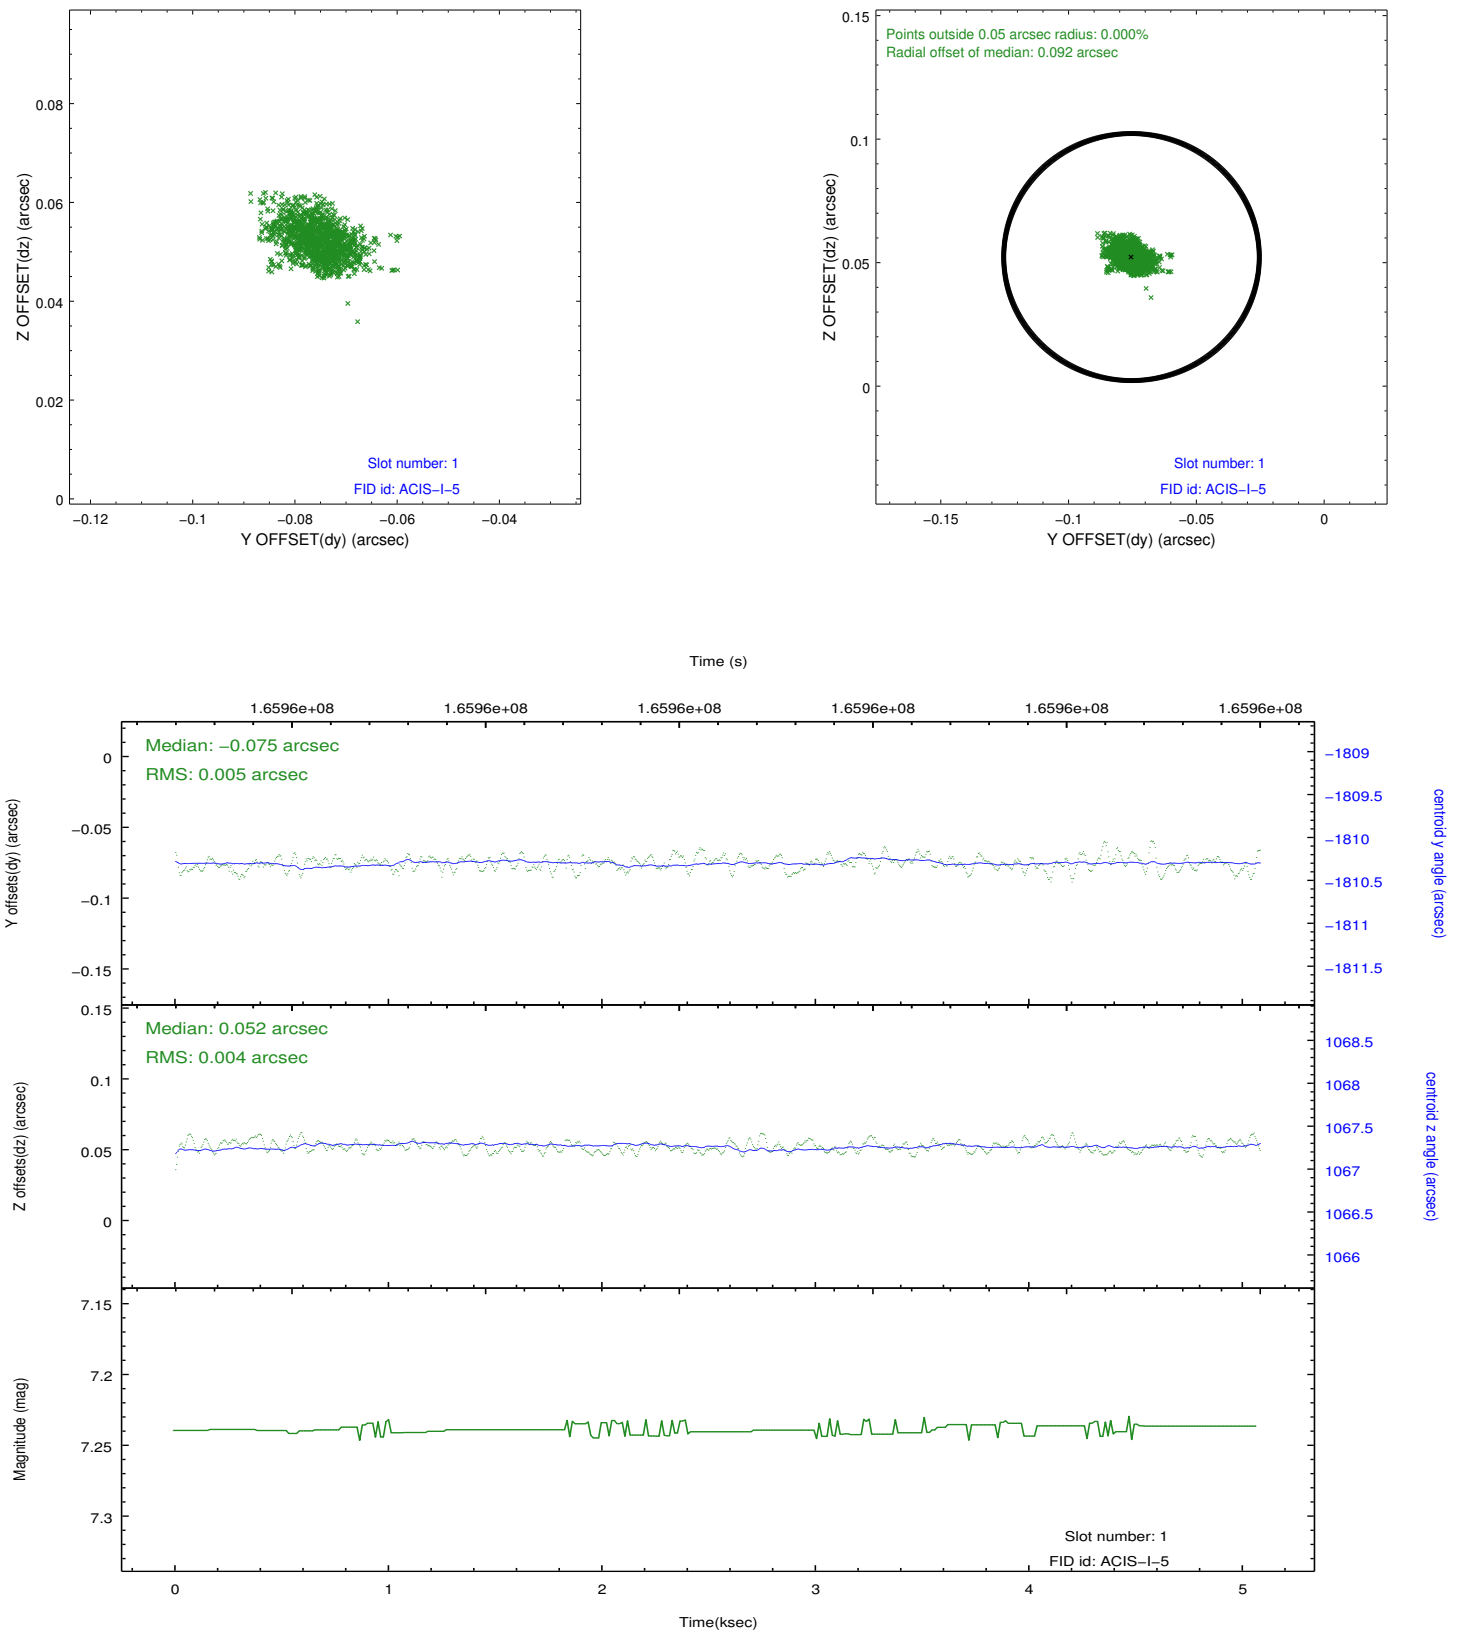 0.08
0.06
0.04
0.02
0
Z OFFSET(dz) (arcsec)
Slot number: 1
FID id: ACIS−I−5
−0.12
−0.1
−0.08
−0.06
−0.04
Y OFFSET(dy) (arcsec)
Points outside 0.05 arcsec radius: 0.000%
Radial offset of median: 0.092 arcsec
0.15
0.1
0.05
0
Z OFFSET(dz) (arcsec)
Slot number: 1
FID id: ACIS−I−5
−0.15
−0.1
−0.05
0
Y OFFSET(dy) (arcsec)
Time (s)
1.6596e+08
1.6596e+08
1.6596e+08
1.6596e+08
1.6596e+08
1.6596e+08
Median: −0.075 arcsec
RMS: 0.005 arcsec
0
−0.05
−0.1
−0.15
Y offsets(dy) (arcsec)
−1809
−1809.5
−1810
−1810.5
−1811
−1811.5
centroid y angle (arcsec)
Median: 0.052 arcsec
RMS: 0.004 arcsec
0.15
0.1
0.05
0
Z offsets(dz) (arcsec)
1068.5
1068
1067.5
1067
1066.5
1066
centroid z angle (arcsec)
7.15
7.2
7.25
7.3
Magnitude (mag)
Slot number: 1
FID id: ACIS−I−5
0
1
2
3
4
5
Time(ksec)